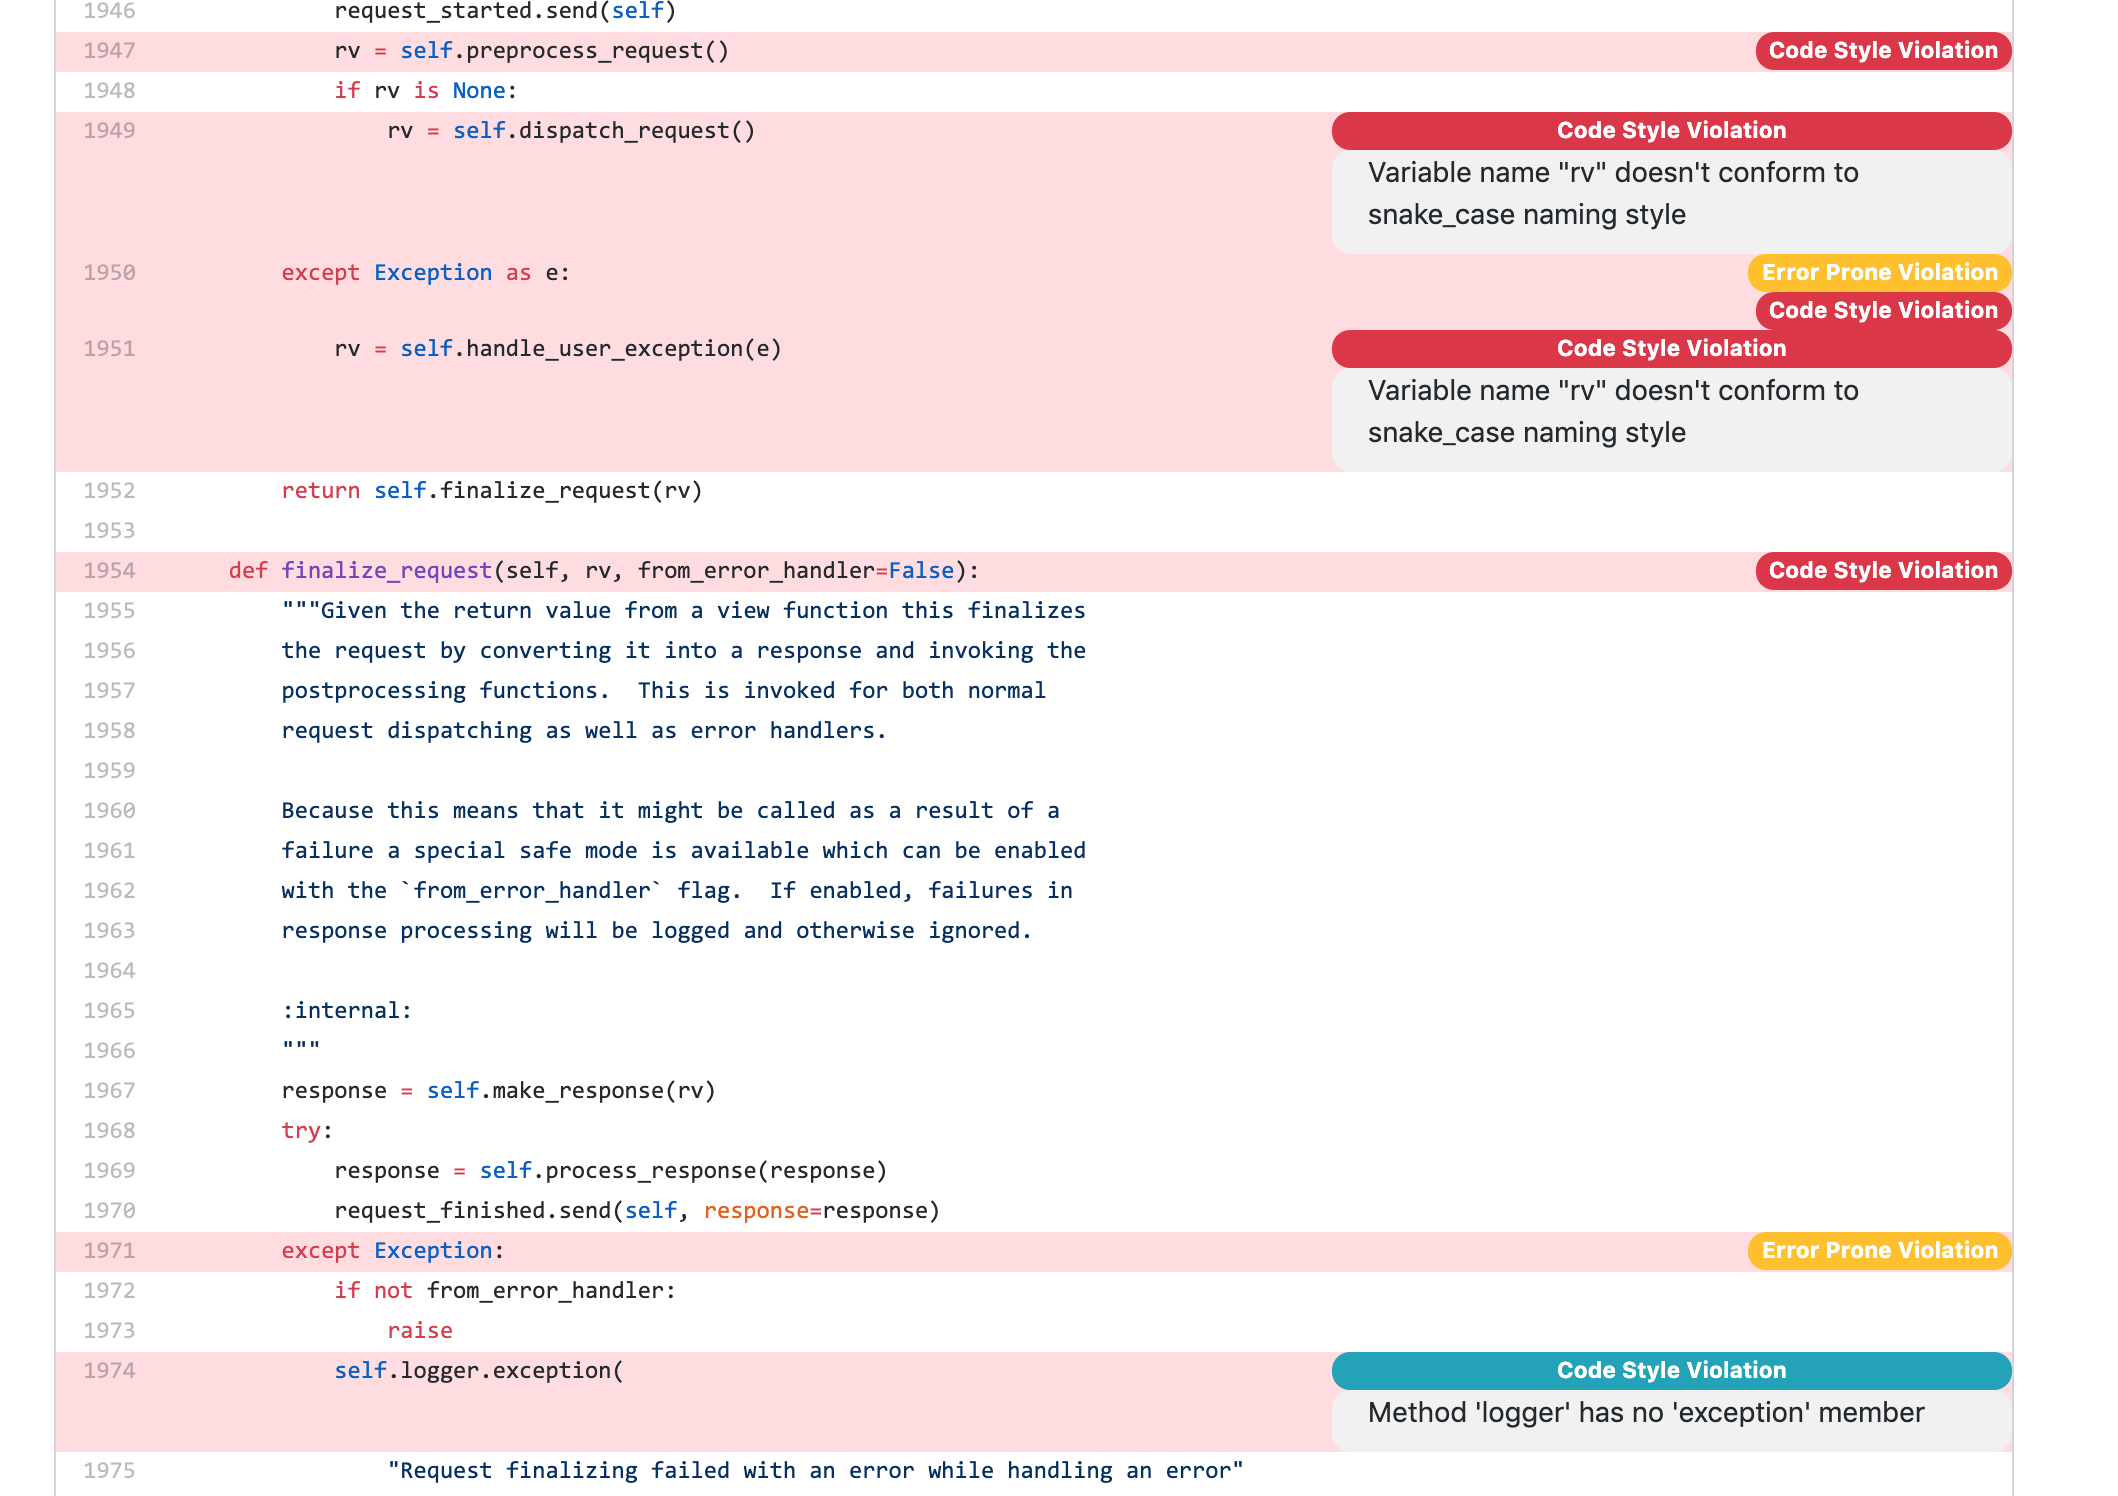 1946 request_started.send(self)
1947 rv = self.preprocess_request() Code Style Violation
1948 if rv is None:
1949 rv = self.dispatch_request() Code Style Violation
Variable name "rv" doesn't conform to
snake_case naming style
1950 except Exception as e: Error Prone Violation
Code Style Violation
1951 rv = self.handle_user_exception(e) Code Style Violation
Variable name "rv" doesn't conform to
snake_case naming style
1952 return self.finalize_request(rv)
1953
1954 def finalize_request(self, rv, from_error_handler=False): Code Style Violation
1955 """Given the return value from a view function this finalizes
1956 the request by converting it into a response and invoking the
1957 postprocessing functions.  This is invoked for both normal
1958 request dispatching as well as error handlers.
1959
1960 Because this means that it might be called as a result of a
1961 failure a special safe mode is available which can be enabled
1962 with the `from_error_handler` flag.  If enabled, failures in
1963 response processing will be logged and otherwise ignored.
1964
1965 :internal:
1966 """
1967 response = self.make_response(rv)
1968 try:
1969 response = self.process_response(response)
1970 request_finished.send(self, response=response)
1971 except Exception: Error Prone Violation
1972 if not from_error_handler:
1973 raise
1974 self.logger.exception( Code Style Violation
Method 'logger' has no 'exception' member
1975 "Request finalizing failed with an error while handling an error"